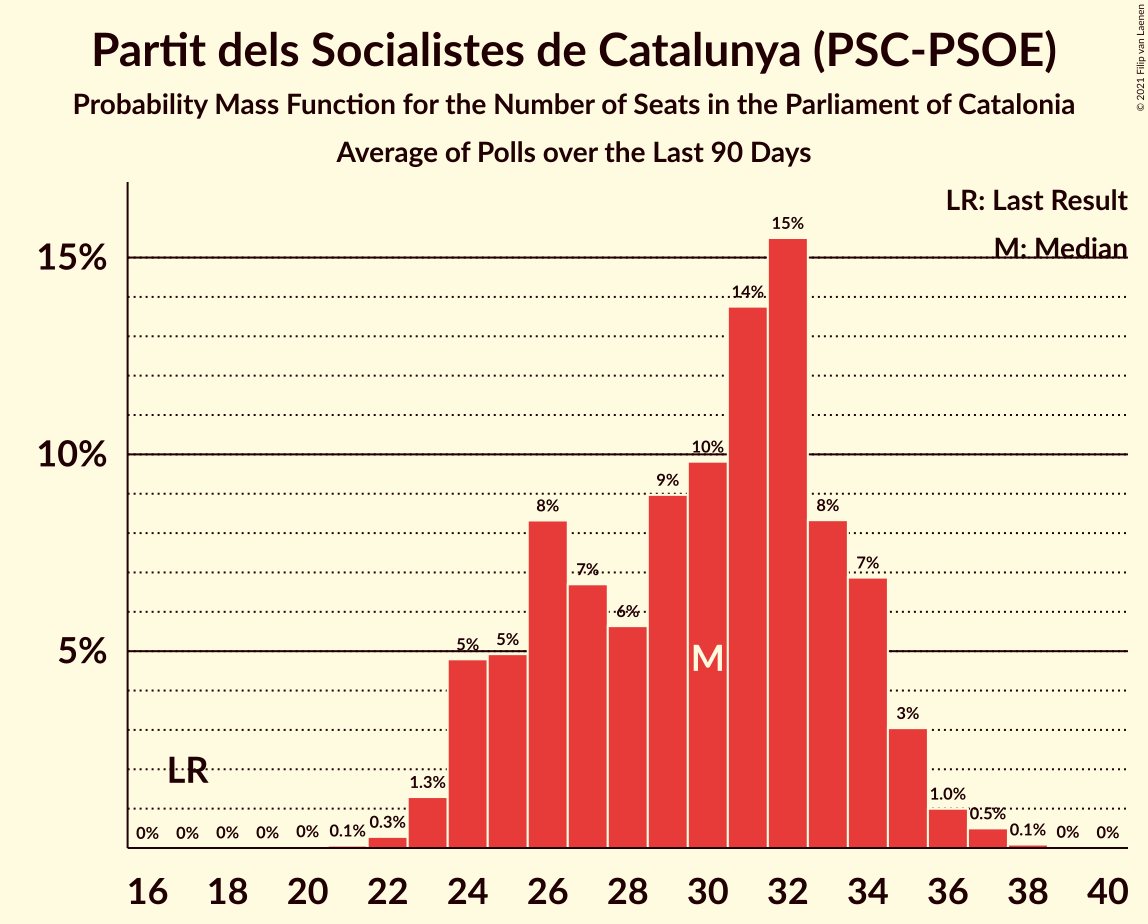 Partit dels Socialistes de Catalunya (PSC-PSOE)
Probability Mass Function for the Number of Seats in the Parliament of Catalonia
Average of Polls over the Last 90 Days
© 2021 Filip van Laenen
LR: Last Result
M: Median
15%
10%
5%
0% 0% 0% 0% 0% 0.1% 0.3% 1.3% 5% 5% 8% 7% 6% 9% 10% 14% 15% 8% 7% 3% 1.0% 0.5% 0.1% 0% 0%
LR
M
16 18 20 22 24 26 28 30 32 34 36 38 40